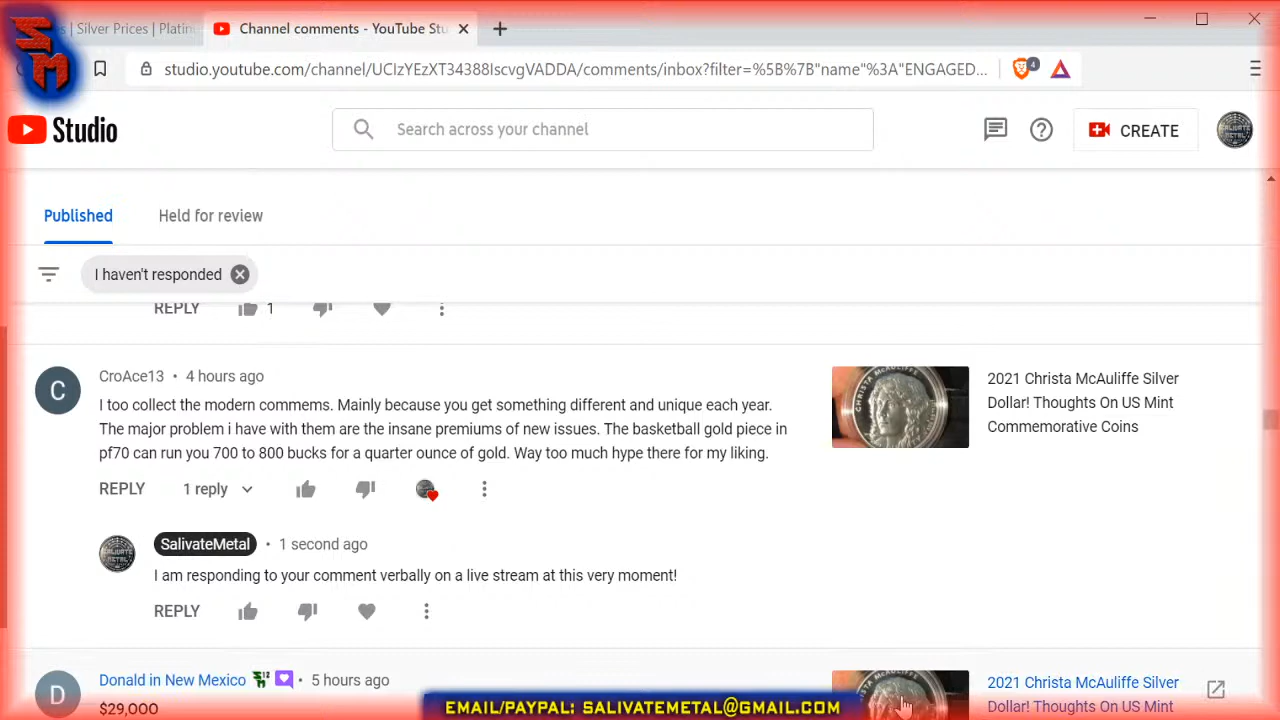 s | Silver Prices | Platin
Channel comments - YouTube Stu
SM
studio.youtube.com/channel/UCIzYEzXT34388IscvgVADDA/comments/inbox?filter=%5B%7B"name"%3A"ENGAGED...
4
Studio
Search across your channel
CREATE
Published
Held for review
I haven't responded
REPLY 1
C
CroAce13 • 4 hours ago
I too collect the modern commems. Mainly because you get something different and unique each year.
The major problem i have with them are the insane premiums of new issues. The basketball gold piece in
pf70 can run you 700 to 800 bucks for a quarter ounce of gold. Way too much hype there for my liking.
CHRISTA McAULIFFE
2021 Christa McAuliffe Silver
Dollar! Thoughts On US Mint
Commemorative Coins
REPLY 1 reply
SALIVATE METAL
SalivateMetal • 1 second ago
I am responding to your comment verbally on a live stream at this very moment!
REPLY
D
Donald in New Mexico • 5 hours ago
$29,000
2021 Christa McAuliffe Silver
Dollar! Thoughts On US Mint
EMAIL/PAYPAL: SALIVATEMETAL@GMAIL.COM